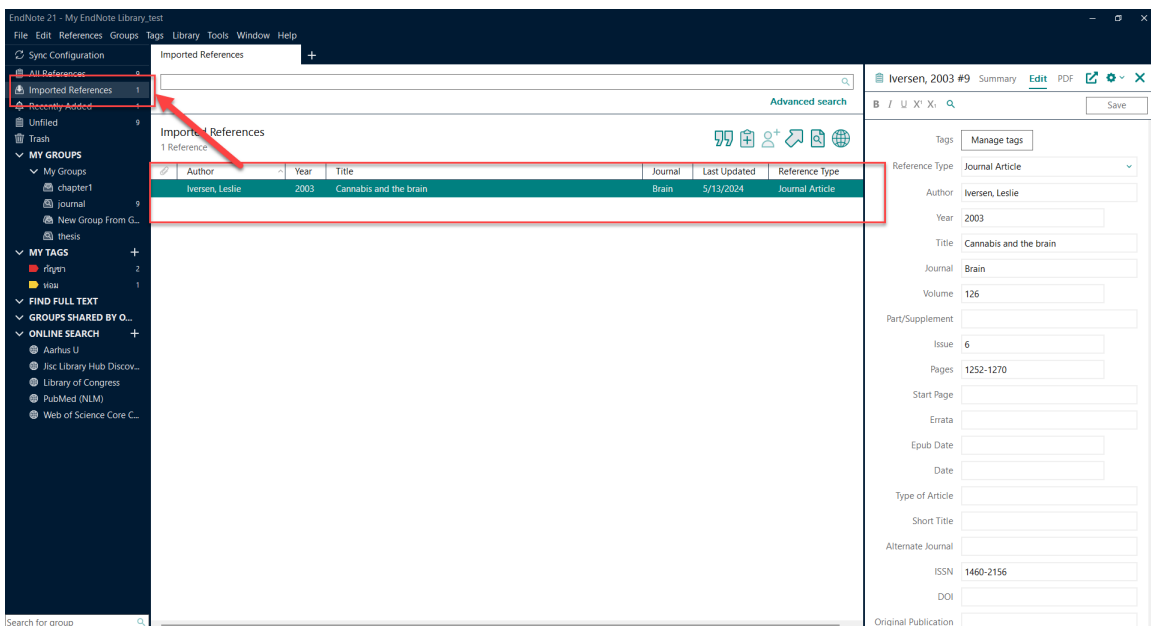 EndNote 21 - My EndNote Library_test
File Edit References Groups Tags Library Tools Window Help
Sync Configuration
All References 9
Imported References 1
Recently Added 1
Unfiled 9
Trash
MY GROUPS
My Groups
chapter1
journal 9
New Group From G...
thesis
MY TAGS +
กัญชา 2
ท่อม 1
FIND FULL TEXT
GROUPS SHARED BY O...
ONLINE SEARCH +
Aarhus U
Jisc Library Hub Discov...
Library of Congress
PubMed (NLM)
Web of Science Core C...
Search for group
Imported References +
Advanced search
Imported References
1 Reference
Author Year Title Journal Last Updated Reference Type
Iversen, Leslie 2003 Cannabis and the brain Brain 5/13/2024 Journal Article
Iversen, 2003 #9 Summary Edit PDF
B I U X¹ X₁ Save
Tags Manage tags
Reference Type Journal Article
Author Iversen, Leslie
Year 2003
Title Cannabis and the brain
Journal Brain
Volume 126
Part/Supplement
Issue 6
Pages 1252-1270
Start Page
Errata
Epub Date
Date
Type of Article
Short Title
Alternate Journal
ISSN 1460-2156
DOI
Original Publication